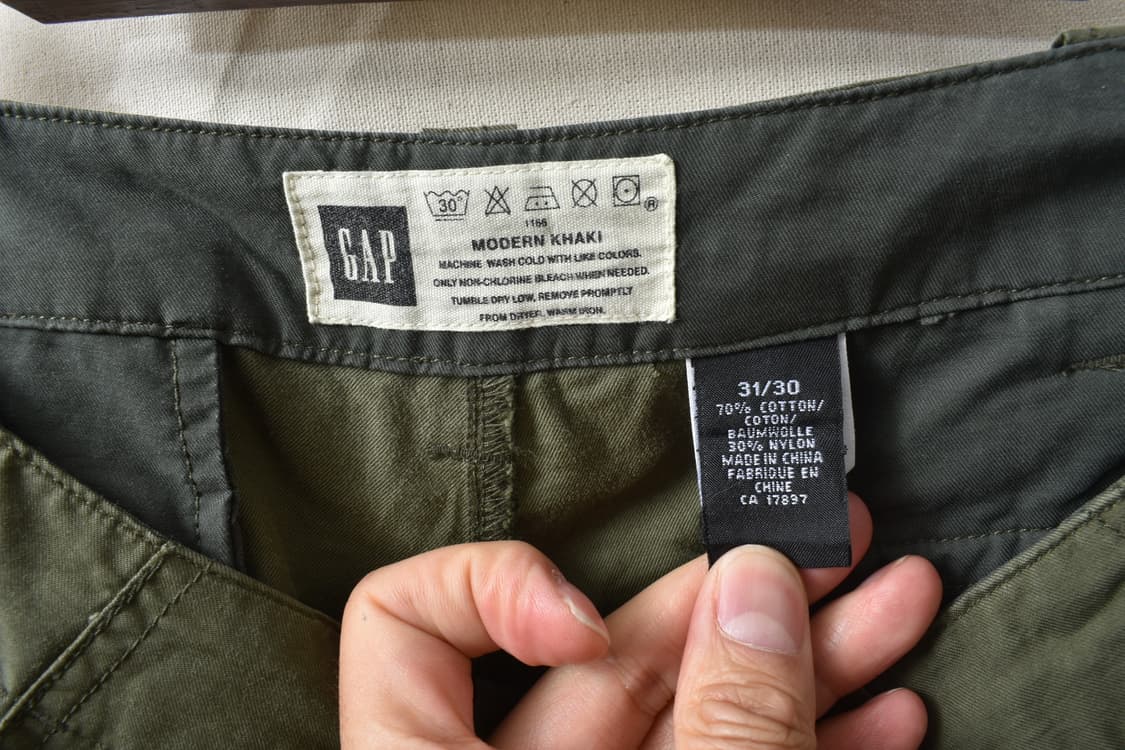 GAP
30°
®
1166
MODERN KHAKI
MACHINE WASH COLD WITH LIKE COLORS.
ONLY NON-CHLORINE BLEACH WHEN NEEDED.
TUMBLE DRY LOW, REMOVE PROMPTLY
FROM DRYER, WARM IRON.
31/30
70% COTTON/
COTON/
BAUMWOLLE
30% NYLON
MADE IN CHINA
FABRIQUE EN
CHINE
CA 17897